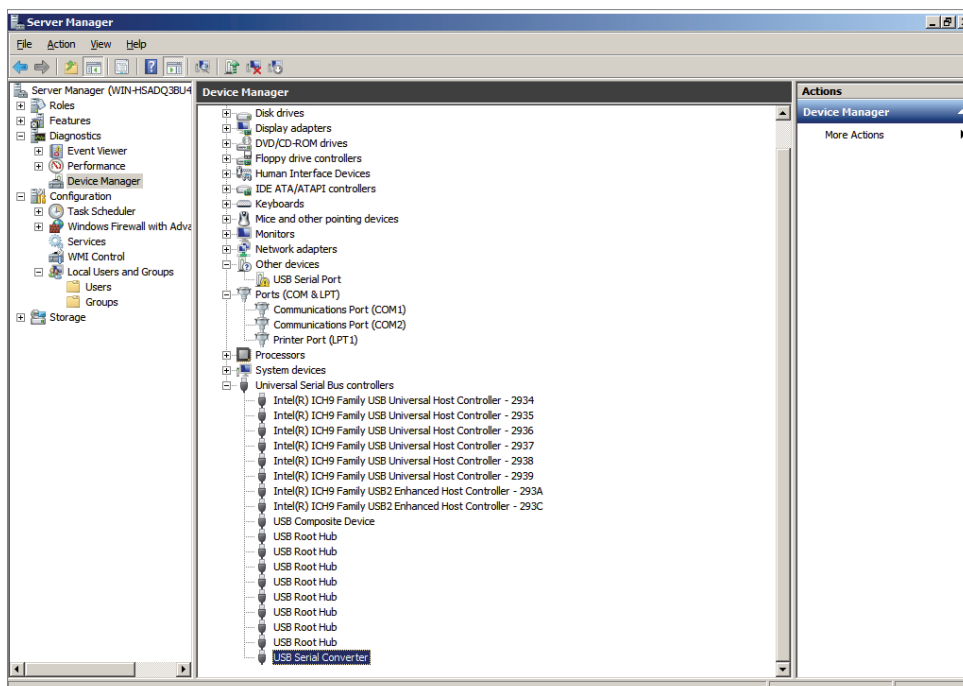 Server Manager
File Action View Help
Server Manager (WIN-HSADQ3BU4
Roles
Features
Diagnostics
Event Viewer
Performance
Device Manager
Configuration
Task Scheduler
Windows Firewall with Adva
Services
WMI Control
Local Users and Groups
Users
Groups
Storage
Device Manager
Disk drives
Display adapters
DVD/CD-ROM drives
Floppy drive controllers
Human Interface Devices
IDE ATA/ATAPI controllers
Keyboards
Mice and other pointing devices
Monitors
Network adapters
Other devices
USB Serial Port
Ports (COM & LPT)
Communications Port (COM1)
Communications Port (COM2)
Printer Port (LPT1)
Processors
System devices
Universal Serial Bus controllers
Intel(R) ICH9 Family USB Universal Host Controller - 2934
Intel(R) ICH9 Family USB Universal Host Controller - 2935
Intel(R) ICH9 Family USB Universal Host Controller - 2936
Intel(R) ICH9 Family USB Universal Host Controller - 2937
Intel(R) ICH9 Family USB Universal Host Controller - 2938
Intel(R) ICH9 Family USB Universal Host Controller - 2939
Intel(R) ICH9 Family USB2 Enhanced Host Controller - 293A
Intel(R) ICH9 Family USB2 Enhanced Host Controller - 293C
USB Composite Device
USB Root Hub
USB Root Hub
USB Root Hub
USB Root Hub
USB Root Hub
USB Root Hub
USB Root Hub
USB Root Hub
USB Serial Converter
Actions
Device Manager
More Actions